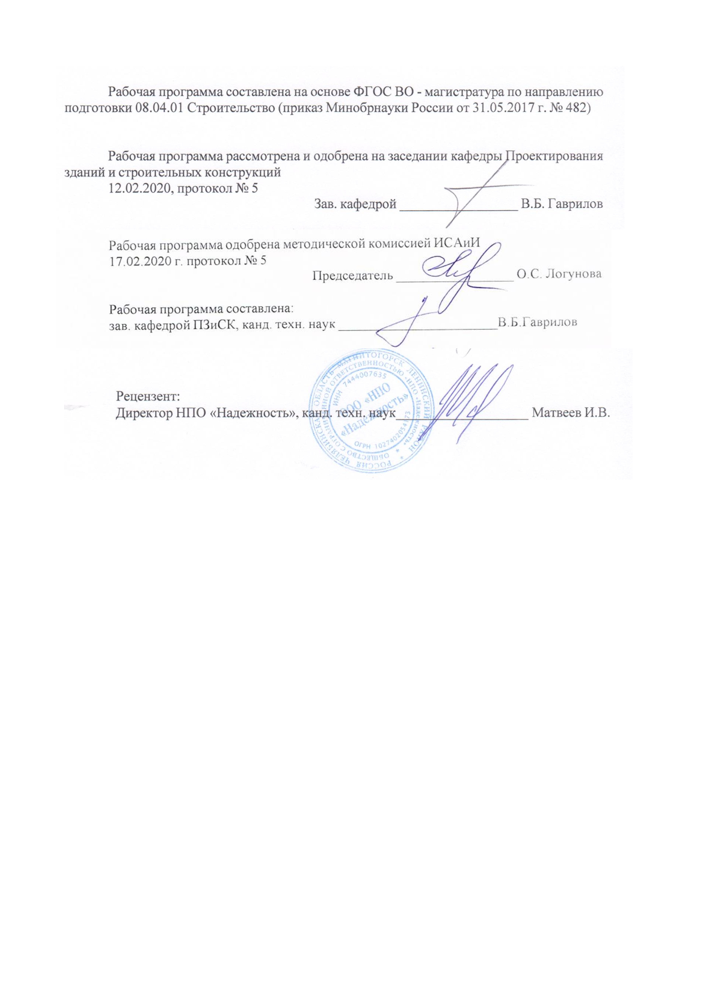 Рабочая программа составлена на основе ФГОС ВО - магистратура по направлению
подготовки 08.04.01 Строительство (приказ Минобрнауки России от 31.05.2017 г. № 482)
Рабочая программа рассмотрена и одобрена на заседании кафедры Проектирования
зданий и строительных конструкций
12.02.2020, протокол № 5
Зав. кафедрой ________________ В.Б. Гаврилов
Рабочая программа одобрена методической комиссией ИСАиИ
17.02.2020 г. протокол № 5
Председатель ________________ О.С. Логунова
Рабочая программа составлена:
зав. кафедрой ПЗиСК, канд. техн. наук ______________________В.Б.Гаврилов
Рецензент:
Директор НПО «Надежность», канд. техн. наук__________________ Матвеев И.В.
РОССИЯ ЧЕЛЯБИНСКАЯ ОБЛАСТЬ МАГНИТОГОРСК ЛЕНИНСКИЙ РАЙОН *
ОБЩЕСТВО С ОГРАНИЧЕННОЙ ОТВЕТСТВЕННОСТЬЮ «НПО «Надежность» *
ИНН 7444007635
ООО «НПО
«Надежность»
ОГРН 1027402054173